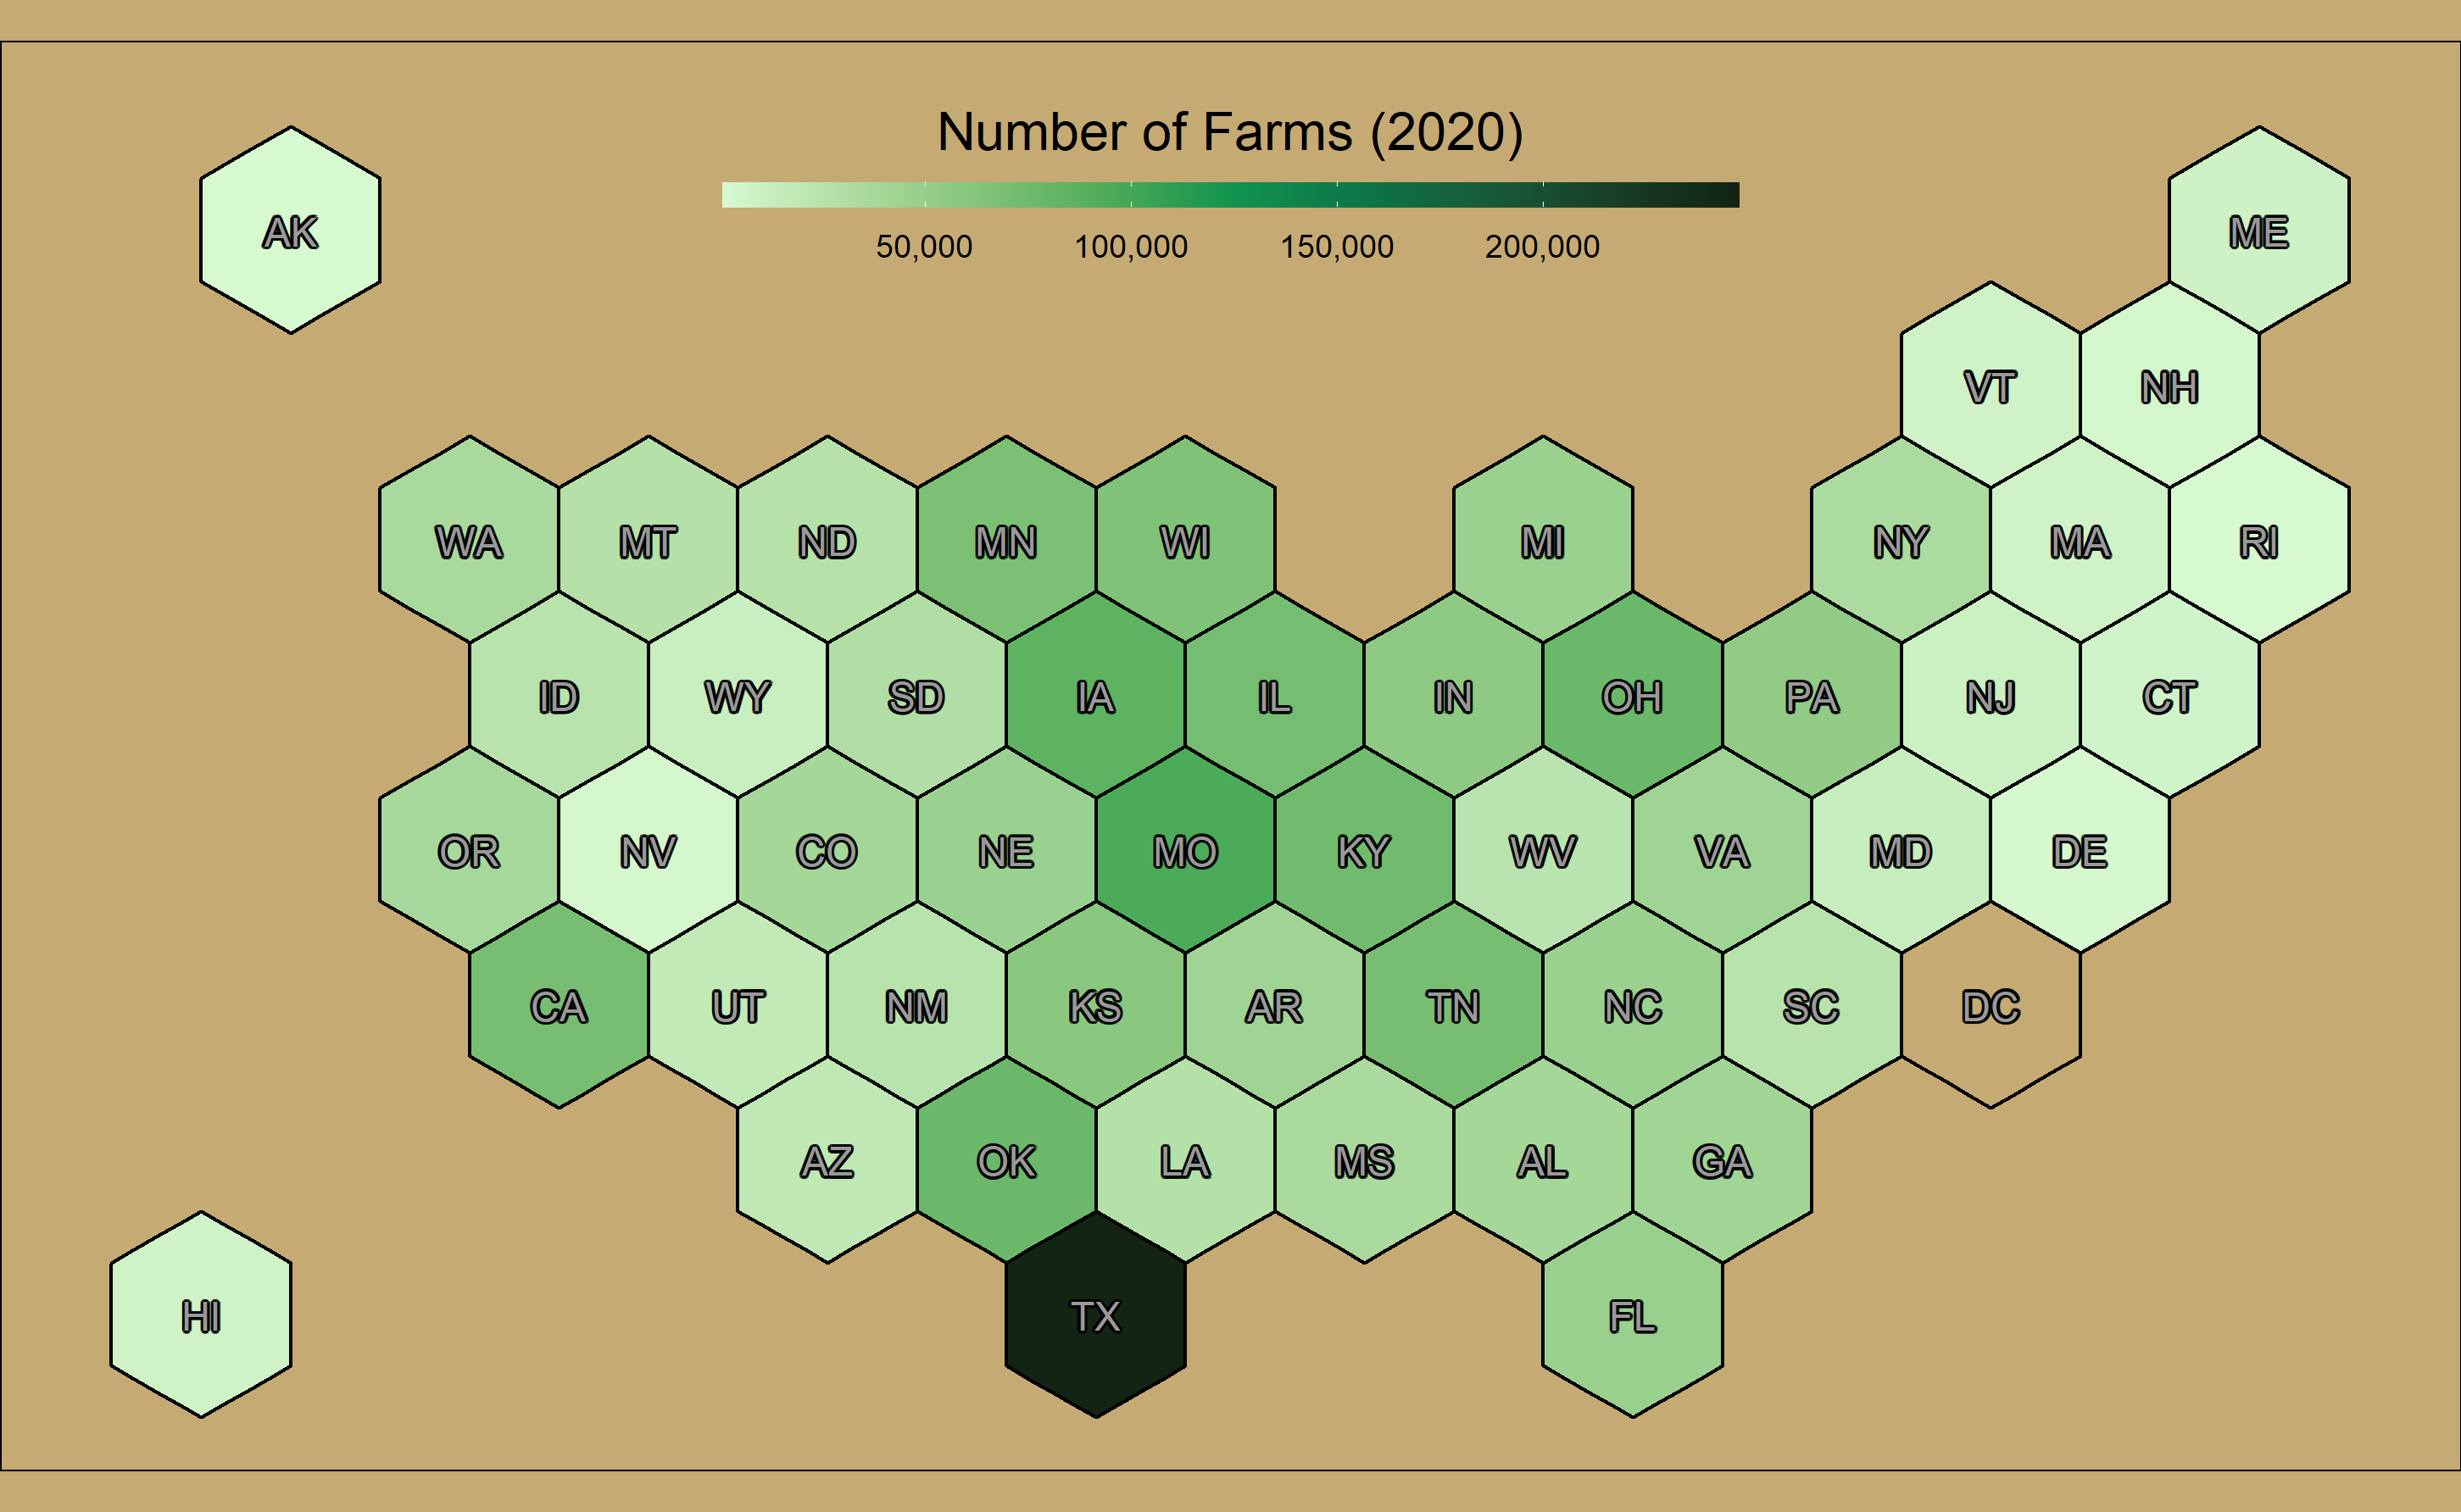 Number of Farms (2020)
50,000 100,000 150,000 200,000
AK ME
VT NH
WA MT ND MN WI MI NY MA RI
ID WY SD IA IL IN OH PA NJ CT
OR NV CO NE MO KY WV VA MD DE
CA UT NM KS AR TN NC SC DC
AZ OK LA MS AL GA
HI TX FL